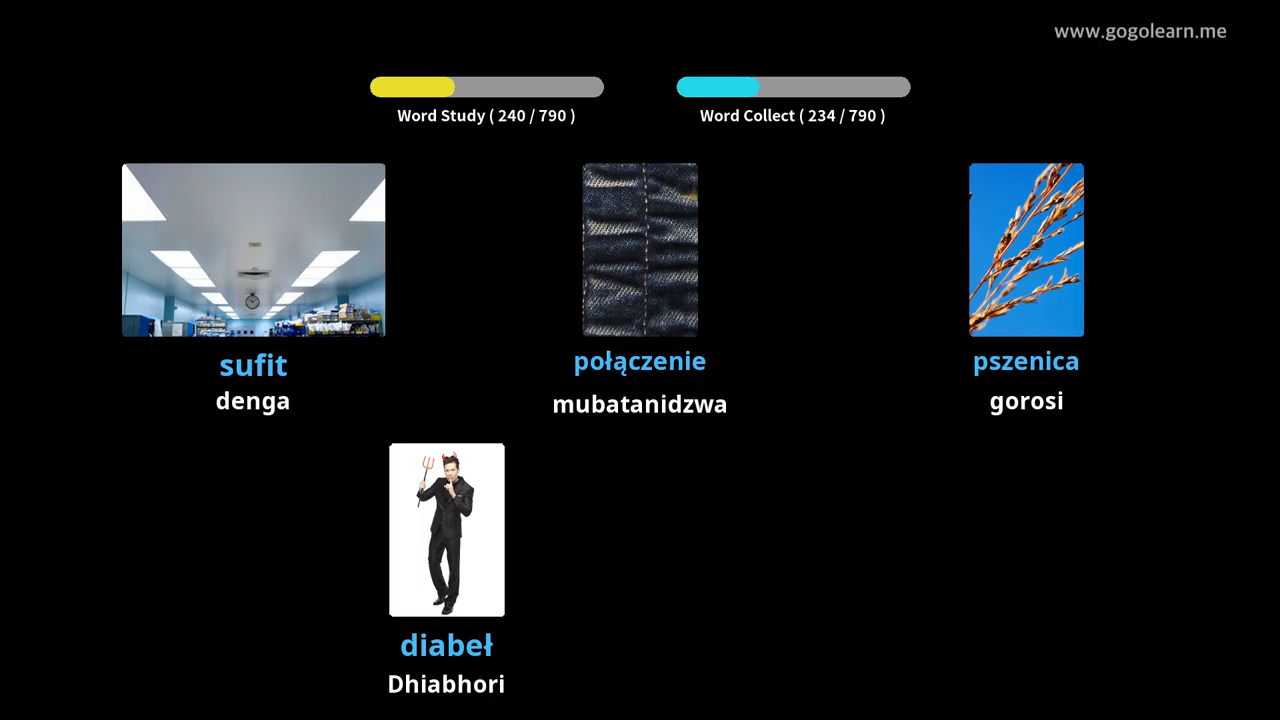 www.gogolearn.me
Word Study ( 240 / 790 )
Word Collect ( 234 / 790 )
sufit
denga
połączenie
mubatanidzwa
pszenica
gorosi
diabeł
Dhiabhori